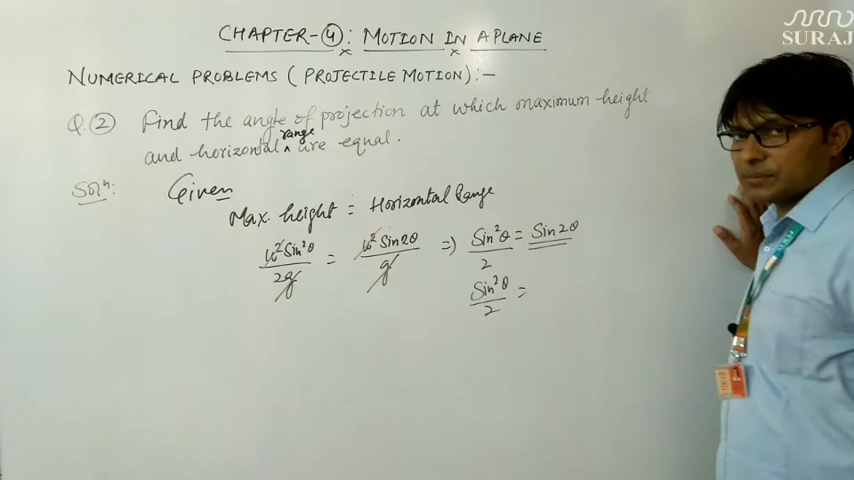 CHAPTER-④: MOTION IN A PLANE
SURAJ
NUMERICAL PROBLEMS (PROJECTILE MOTION):-
Q.② Find the angle of projection at which maximum height
and horizontal ∧ range are equal.
Solⁿ: Given
Max. height = Horizontal Range
u²Sin²θ/2g = u²Sin2θ/g => Sin²θ/2 = Sin2θ
Sin²θ/2 =